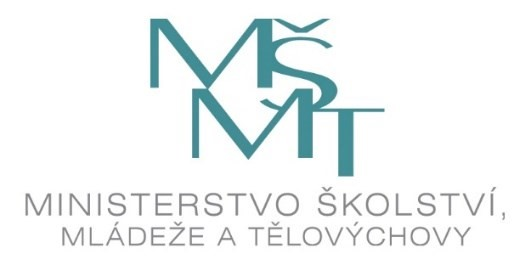 MŠ
MT
MINISTERSTVO ŠKOLSTVÍ,
MLÁDEŽE A TĚLOVÝCHOVY